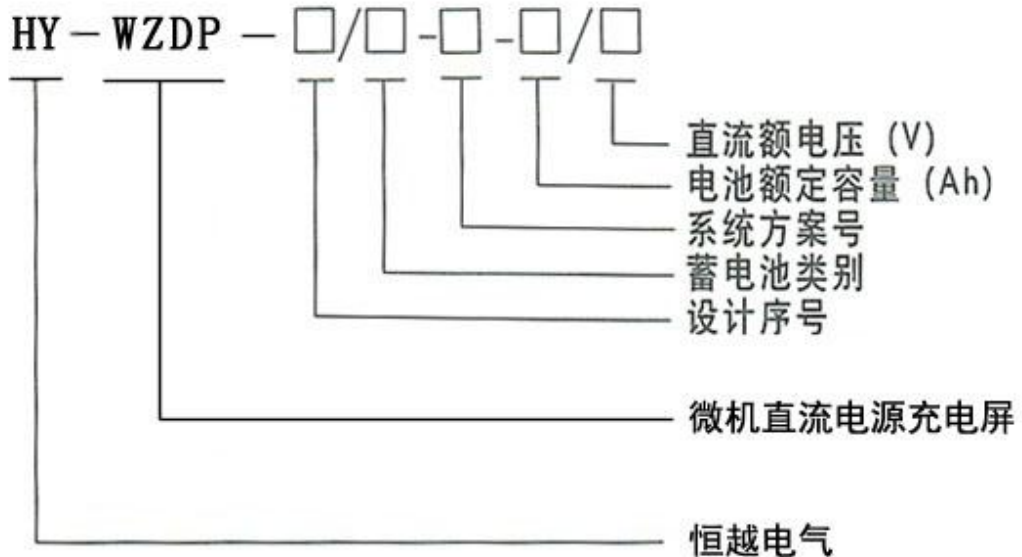 HY-WZDP-□/□-□-□/□
直流额电压 (V)
电池额定容量 (Ah)
系统方案号
蓄电池类别
设计序号
微机直流电源充电屏
恒越电气